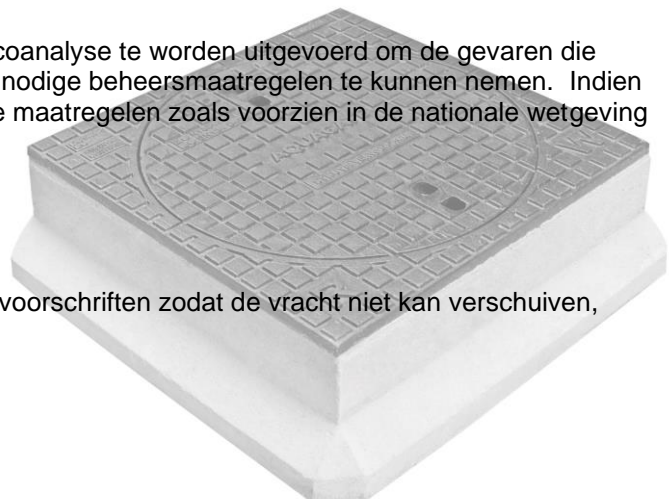 coanalyse te worden uitgevoerd om de gevaren die
nodige beheersmaatregelen te kunnen nemen. Indien
e maatregelen zoals voorzien in de nationale wetgeving
voorschriften zodat de vracht niet kan verschuiven,